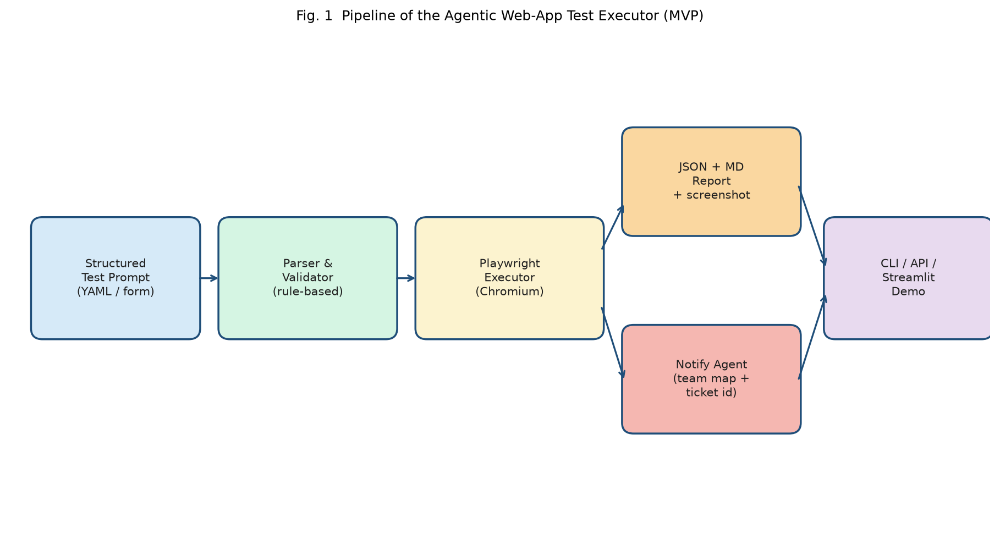 Fig. 1  Pipeline of the Agentic Web-App Test Executor (MVP)
Structured
Test Prompt
(YAML / form)
Parser &
Validator
(rule-based)
Playwright
Executor
(Chromium)
JSON + MD
Report
+ screenshot
Notify Agent
(team map +
ticket id)
CLI / API /
Streamlit
Demo